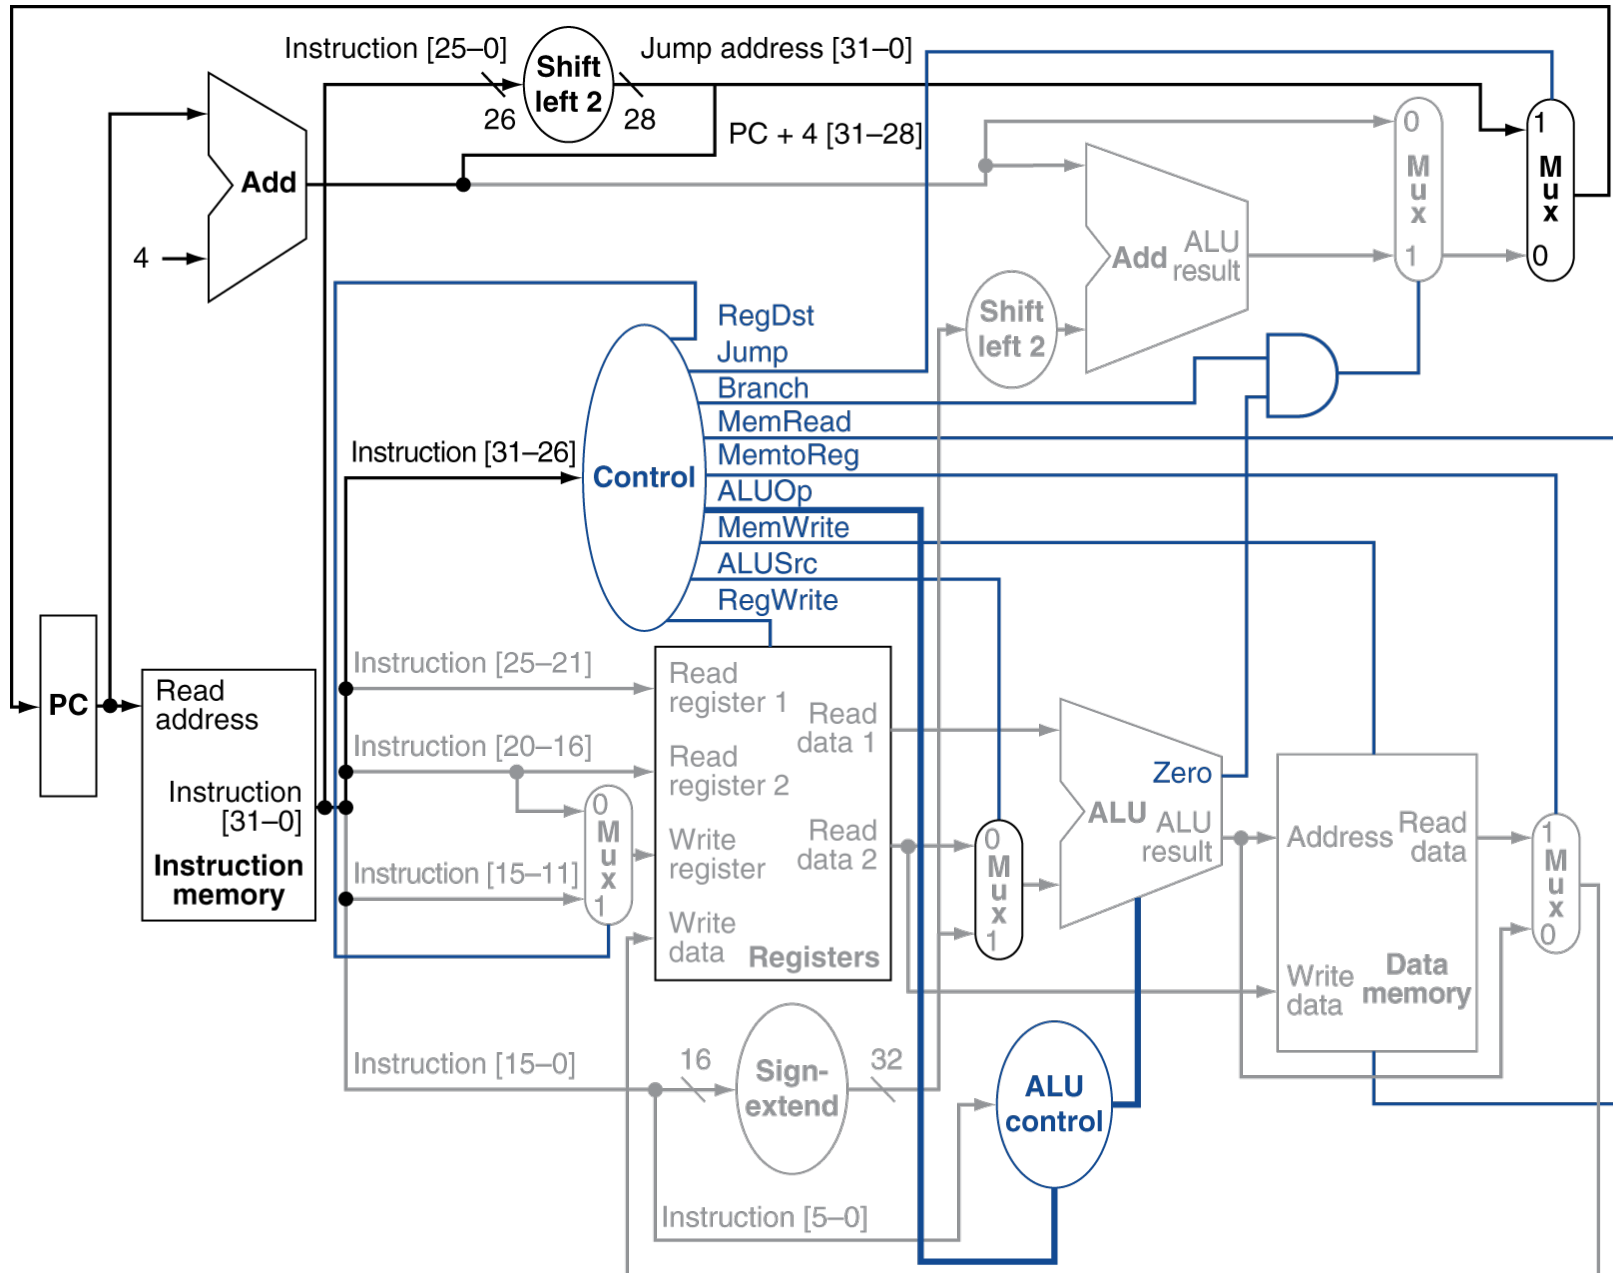 Instruction [25–0]
Shift
left 2
Jump address [31–0]
26
28
PC + 4 [31–28]
Add
4
0
M
u
x
1
1
M
u
x
0
Add
ALU
result
Shift
left 2
RegDst
Jump
Branch
MemRead
MemtoReg
ALUOp
MemWrite
ALUSrc
RegWrite
Instruction [31–26]
Control
PC
Read
address
Instruction
[31–0]
Instruction
memory
Instruction [25–21]
Instruction [20–16]
Instruction [15–11]
0
M
u
x
1
Read
register 1
Read
register 2
Write
register
Write
data
Read
data 1
Read
data 2
Registers
0
M
u
x
1
Zero
ALU
ALU
result
Address
Read
data
Write
data
Data
memory
1
M
u
x
0
Instruction [15–0]
16
Sign-
extend
32
ALU
control
Instruction [5–0]